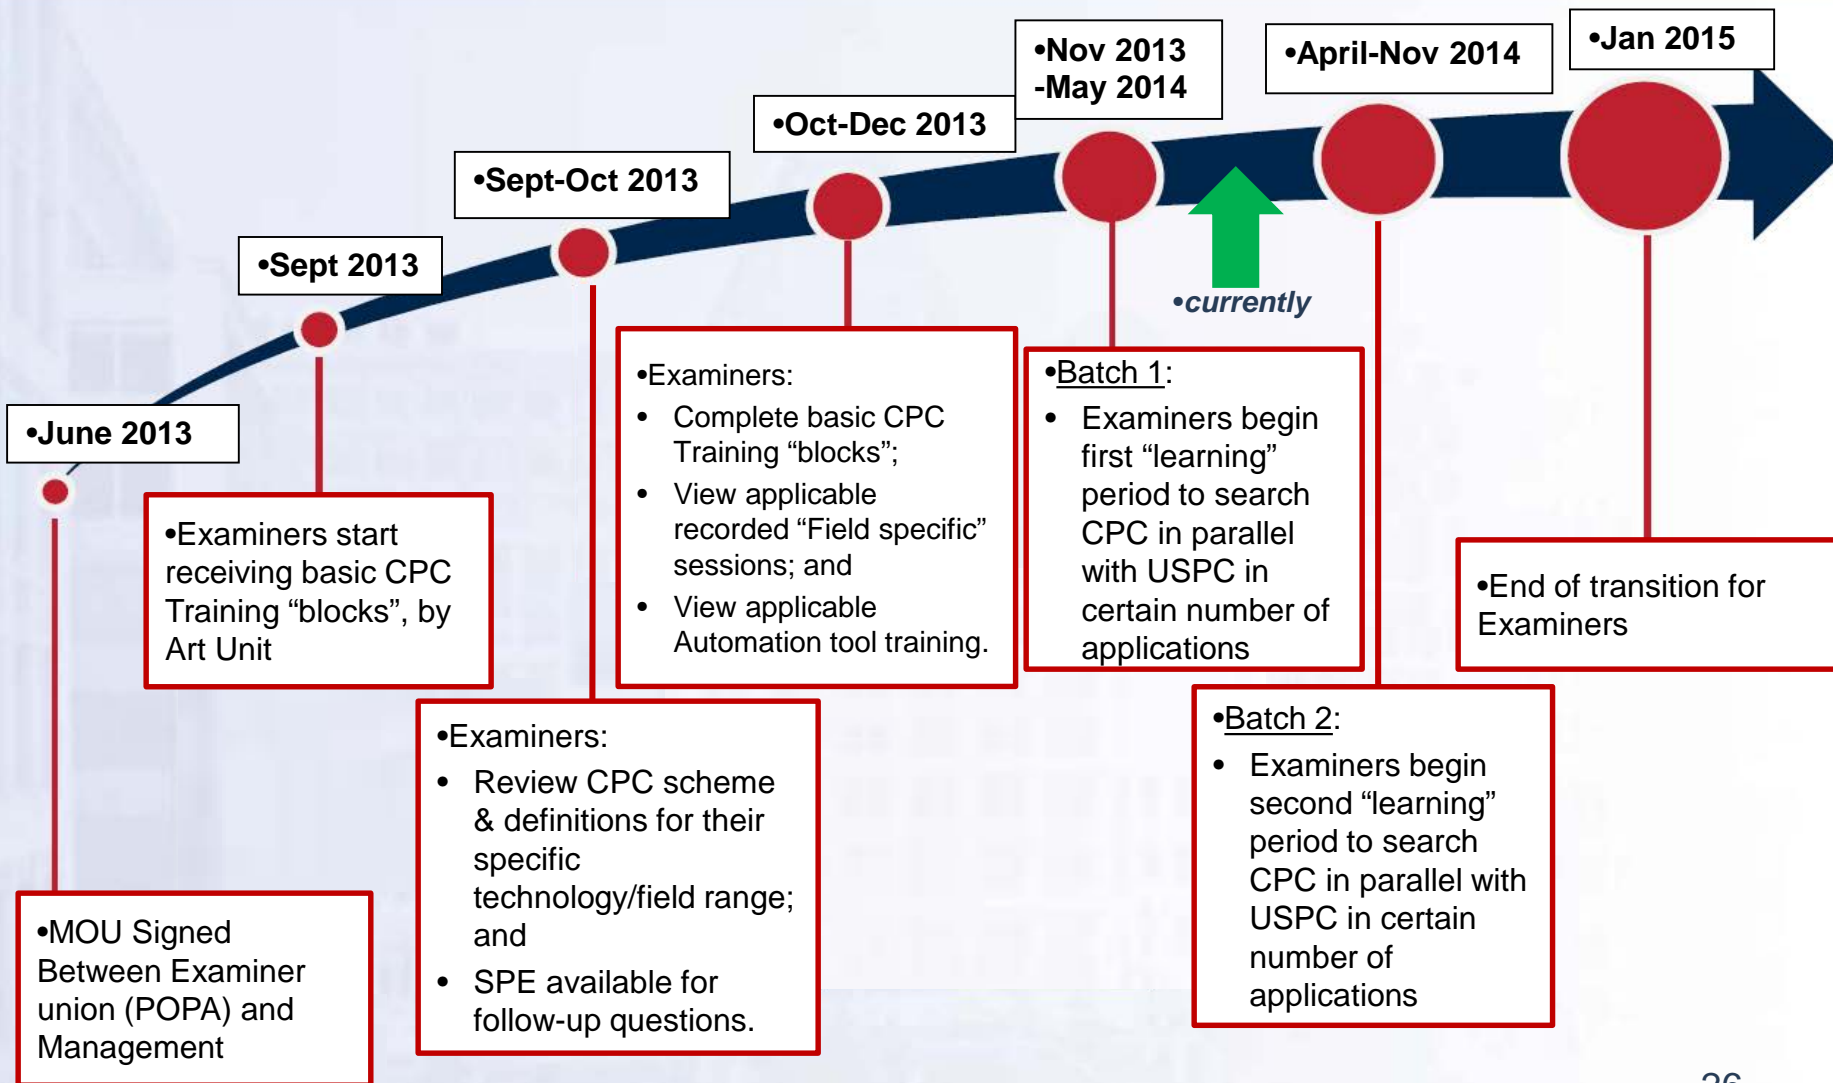 •June 2013
•MOU Signed
Between Examiner
union (POPA) and
Management
•Sept 2013
•Examiners start
receiving basic CPC
Training “blocks”, by
Art Unit
•Sept-Oct 2013
•Examiners:
• Review CPC scheme
& definitions for their
specific
technology/field range;
and
• SPE available for
follow-up questions.
•Oct-Dec 2013
•Examiners:
• Complete basic CPC
Training “blocks”;
• View applicable
recorded “Field specific”
sessions; and
• View applicable
Automation tool training.
•Nov 2013
-May 2014
•Batch 1:
• Examiners begin
first “learning”
period to search
CPC in parallel
with USPC in
certain number of
applications
•currently
•April-Nov 2014
•Batch 2:
• Examiners begin
second “learning”
period to search
CPC in parallel with
USPC in certain
number of
applications
•Jan 2015
•End of transition for
Examiners